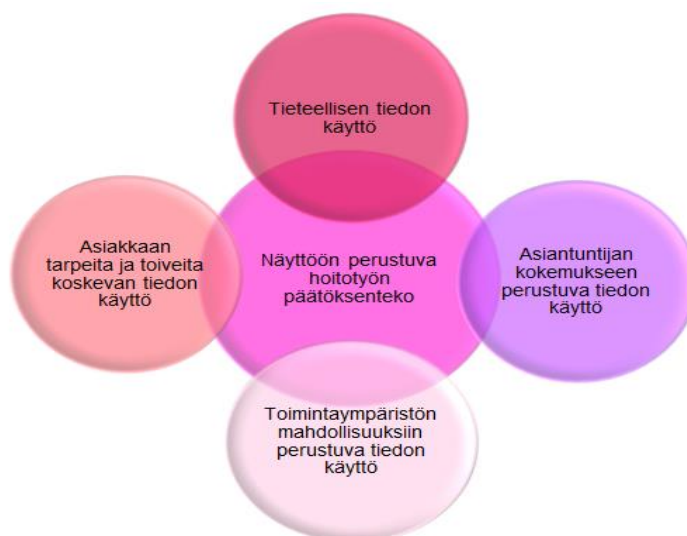 Tieteellisen tiedon
käyttö
Asiakkaan
tarpeita ja toiveita
koskevan tiedon
käyttö
Näyttöön perustuva
hoitotyön
päätöksenteko
Asiantuntijan
kokemukseen
perustuva tiedon
käyttö
Toimintaympäristön
mahdollisuuksiin
perustuva tiedon
käyttö